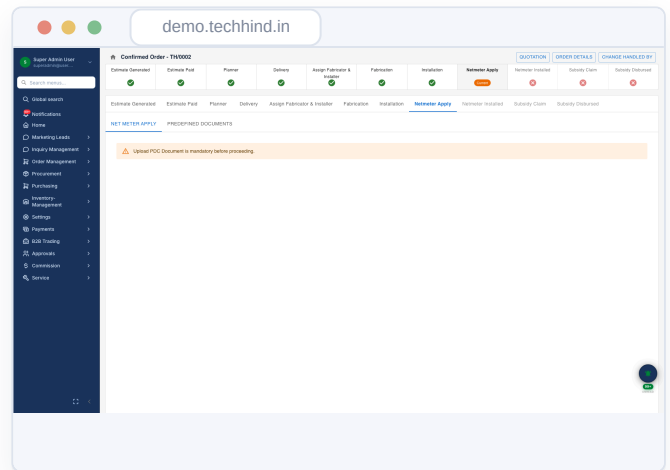 demo.techhind.in
S Super Admin User
superadmin@user....
Search menus...
Global search
Notifications
Home
Marketing Leads
Inquiry Management
Order Management
Procurement
Purchasing
Inventory-
Management
Settings
Payments
B2B Trading
Approvals
Commission
Service
Confirmed Order - TH/0002
QUOTATION ORDER DETAILS CHANGE HANDLED BY
Estimate Generated Estimate Paid Planner Delivery Assign Fabricator & Installer Fabrication Installation Netmeter Apply Netmeter Installed Subsidy Claim Subsidy Disbursed
Current
Estimate Generated Estimate Paid Planner Delivery Assign Fabricator & Installer Fabrication Installation Netmeter Apply Netmeter Installed Subsidy Claim Subsidy Disbursed
NET METER APPLY PREDEFINED DOCUMENTS
Upload PDC Document is mandatory before proceeding.